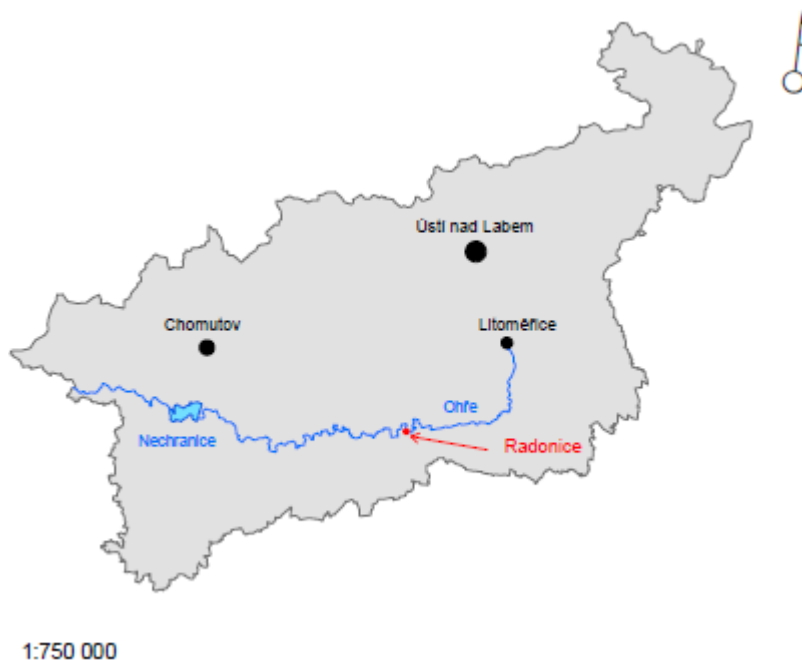 Ústí nad Labem
Chomutov
Litoměřice
Ohře
Nechranice
Radonice
1:750 000